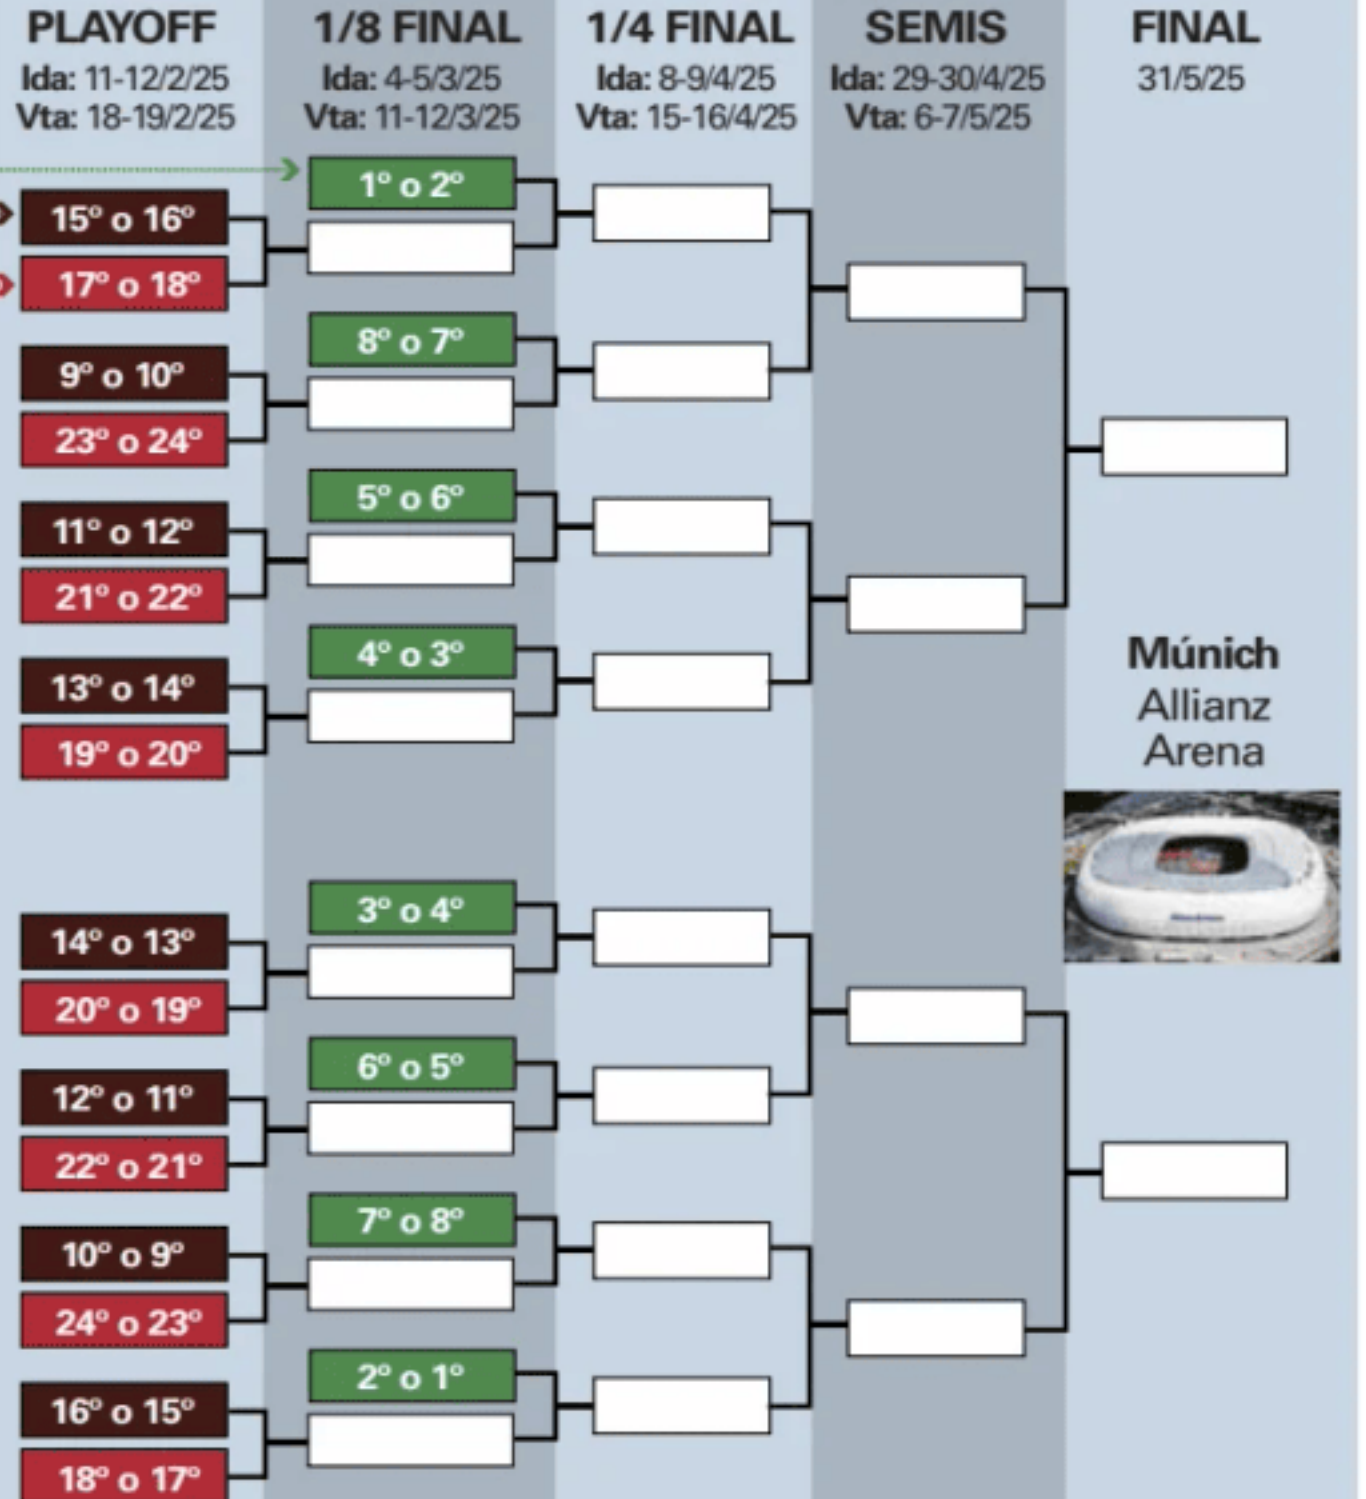 PLAYOFF
Ida: 11-12/2/25
Vta: 18-19/2/25
1/8 FINAL
Ida: 4-5/3/25
Vta: 11-12/3/25
1/4 FINAL
Ida: 8-9/4/25
Vta: 15-16/4/25
SEMIS
Ida: 29-30/4/25
Vta: 6-7/5/25
FINAL
31/5/25
15º o 16º
17º o 18º
9º o 10º
23º o 24º
11º o 12º
21º o 22º
13º o 14º
19º o 20º
14º o 13º
20º o 19º
12º o 11º
22º o 21º
10º o 9º
24º o 23º
16º o 15º
18º o 17º
1º o 2º
8º o 7º
5º o 6º
4º o 3º
3º o 4º
6º o 5º
7º o 8º
2º o 1º
Múnich
Allianz
Arena